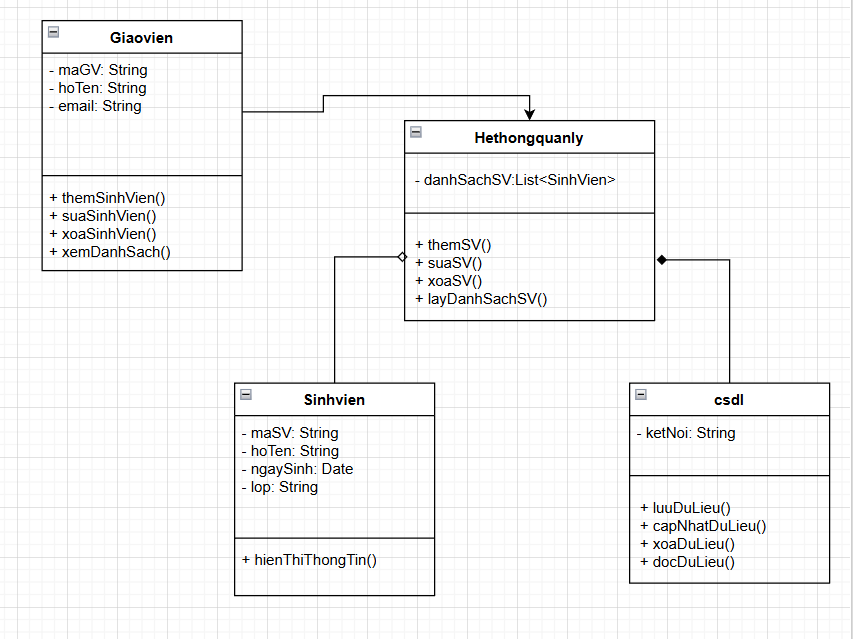 Giaovien
- maGV: String
- hoTen: String
- email: String
+ themSinhVien()
+ suaSinhVien()
+ xoaSinhVien()
+ xemDanhSach()
Hethongquanly
- danhSachSV:List<SinhVien>
+ themSV()
+ suaSV()
+ xoaSV()
+ layDanhSachSV()
Sinhvien
- maSV: String
- hoTen: String
- ngaySinh: Date
- lop: String
+ hienThiThongTin()
csdl
- ketNoi: String
+ luuDuLieu()
+ capNhatDuLieu()
+ xoaDuLieu()
+ docDuLieu()